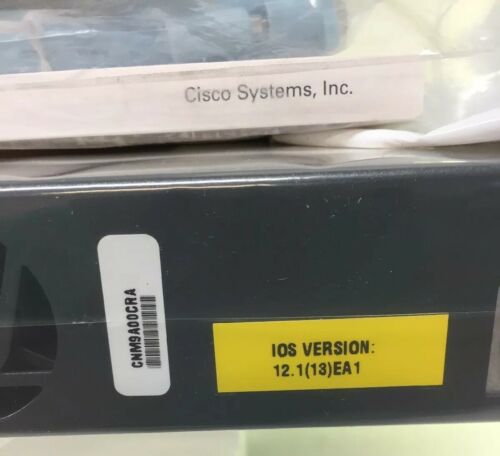 Cisco Systems, Inc.
CNM9A00CRA
IOS VERSION:
12.1(13)EA1